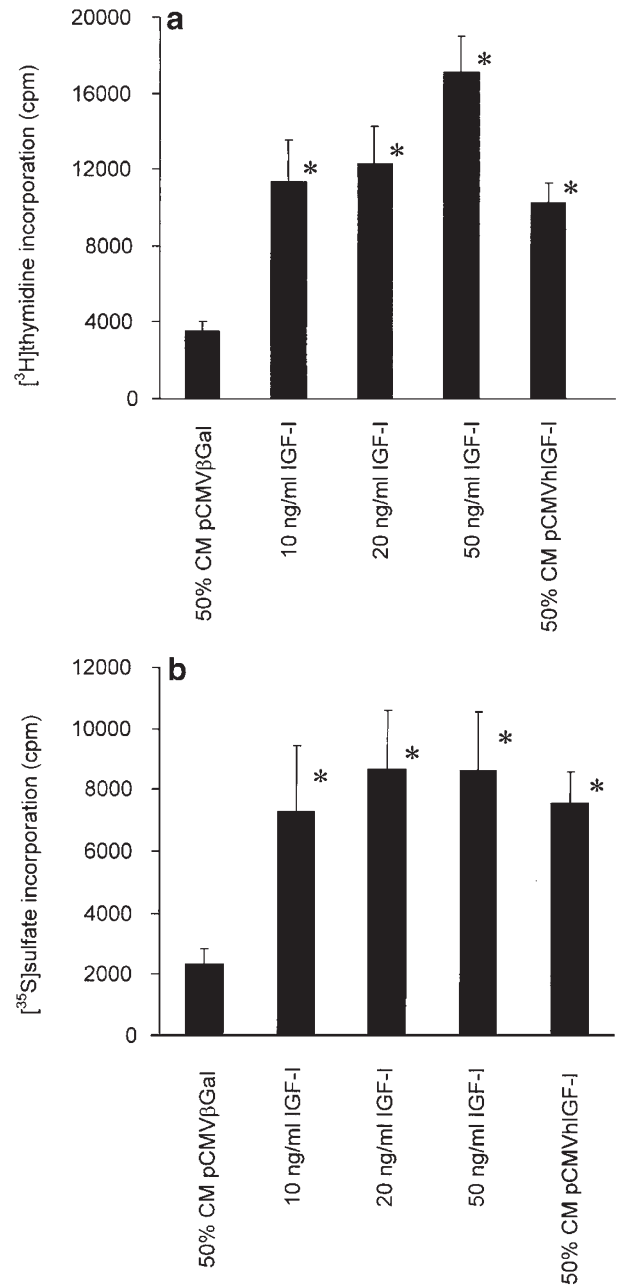 a
[³H]thymidine incorporation (cpm)
20000
16000
12000
8000
4000
0
*
*
*
*
50% CM pCMVβGal
10 ng/ml IGF-I
20 ng/ml IGF-I
50 ng/ml IGF-I
50% CM pCMVhIGF-I
b
[³⁵S]sulfate incorporation (cpm)
12000
10000
8000
6000
4000
2000
0
*
*
*
*
50% CM pCMVβGal
10 ng/ml IGF-I
20 ng/ml IGF-I
50 ng/ml IGF-I
50% CM pCMVhIGF-I